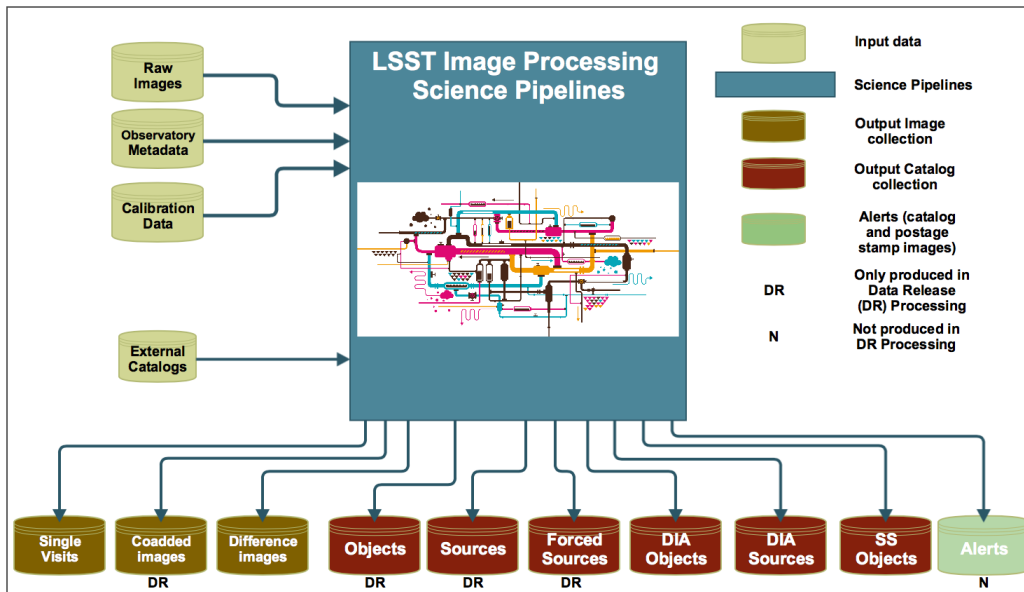 LSST Image Processing
Science Pipelines
Raw
Images
Observatory
Metadata
Calibration
Data
External
Catalogs
Input data
Science Pipelines
Output Image
collection
Output Catalog
collection
Alerts (catalog
and postage
stamp images)
DR
Only produced in
Data Release
(DR) Processing
N
Not produced in
DR Processing
Single
Visits
Coadded
images
DR
Difference
images
Objects
DR
Sources
DR
Forced
Sources
DR
DIA
Objects
DIA
Sources
SS
Objects
Alerts
N